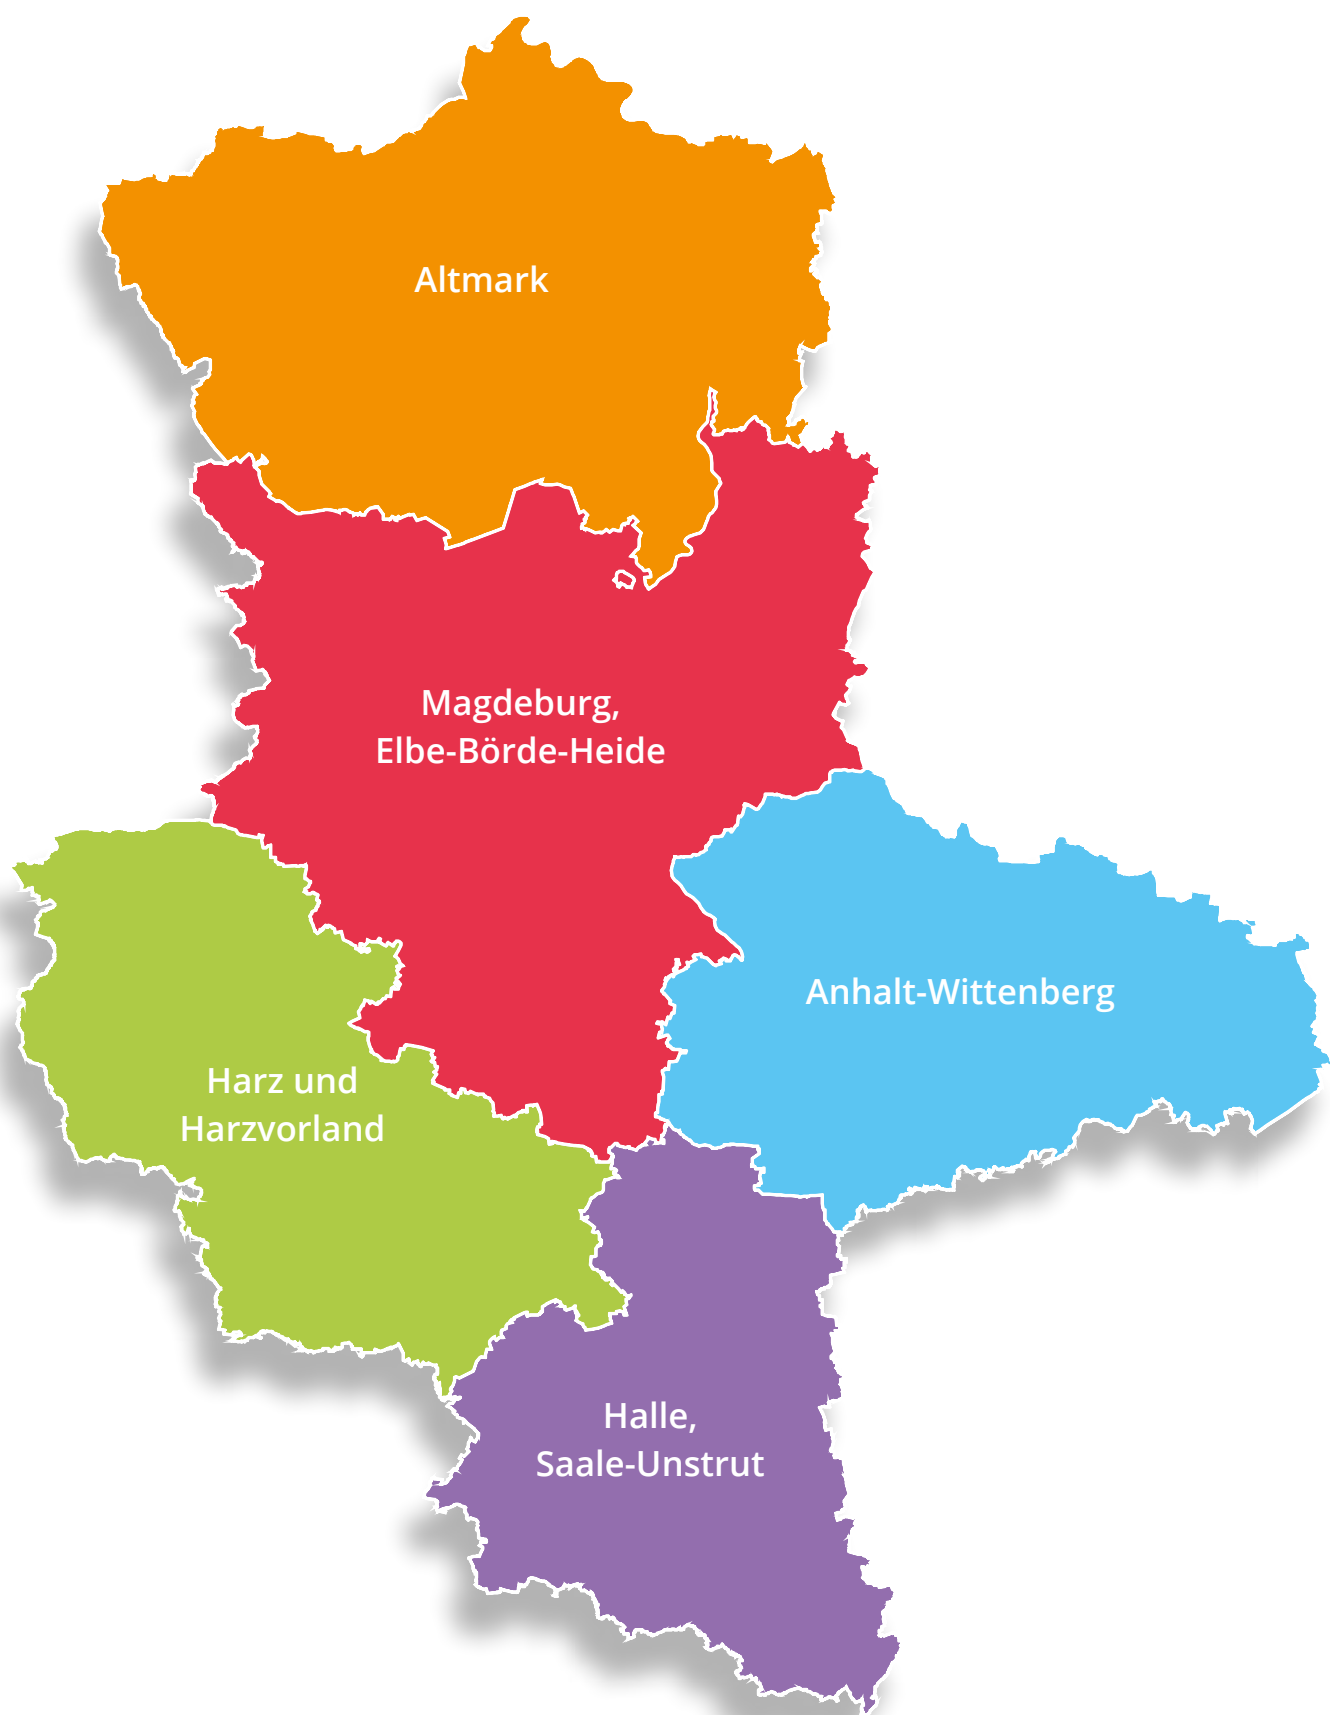 Altmark
Magdeburg,
Elbe-Börde-Heide
Anhalt-Wittenberg
Harz und
Harzvorland
Halle,
Saale-Unstrut